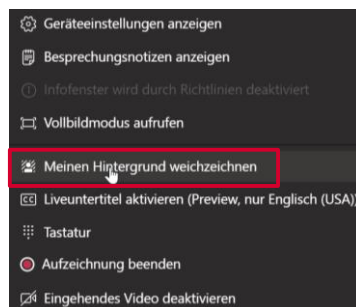 Geräteeinstellungen anzeigen
Besprechungsnotizen anzeigen
Infofenster wird durch Richtlinien deaktiviert
Vollbildmodus aufrufen
Meinen Hintergrund weichzeichnen
CC Liveuntertitel aktivieren (Preview, nur Englisch (USA))
Tastatur
Aufzeichnung beenden
Eingehendes Video deaktivieren